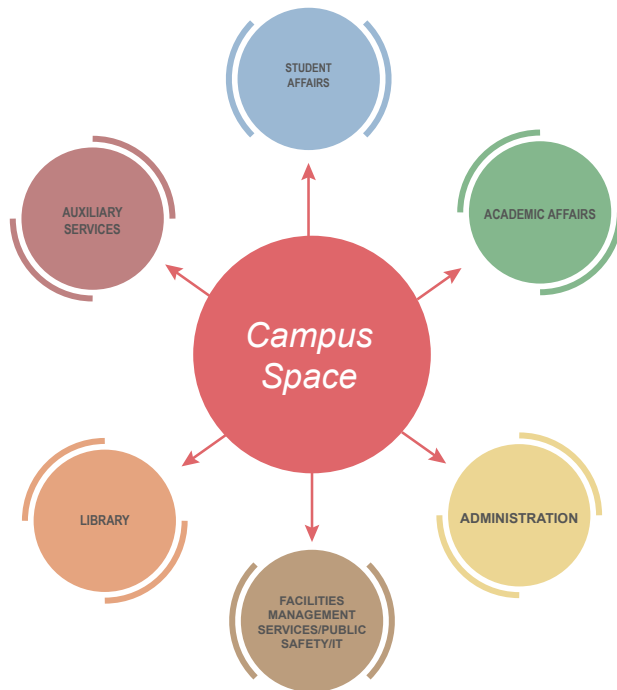 STUDENT
AFFAIRS
AUXILIARY
SERVICES
ACADEMIC AFFAIRS
Campus
Space
LIBRARY
ADMINISTRATION
FACILITIES
MANAGEMENT
SERVICES/PUBLIC
SAFETY/IT